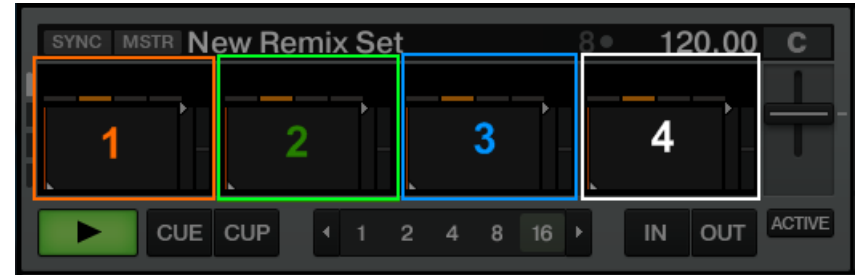 SYNC MSTR New Remix Set 8 120.00 C
1 2 3 4
CUE CUP 1 2 4 8 16 IN OUT ACTIVE